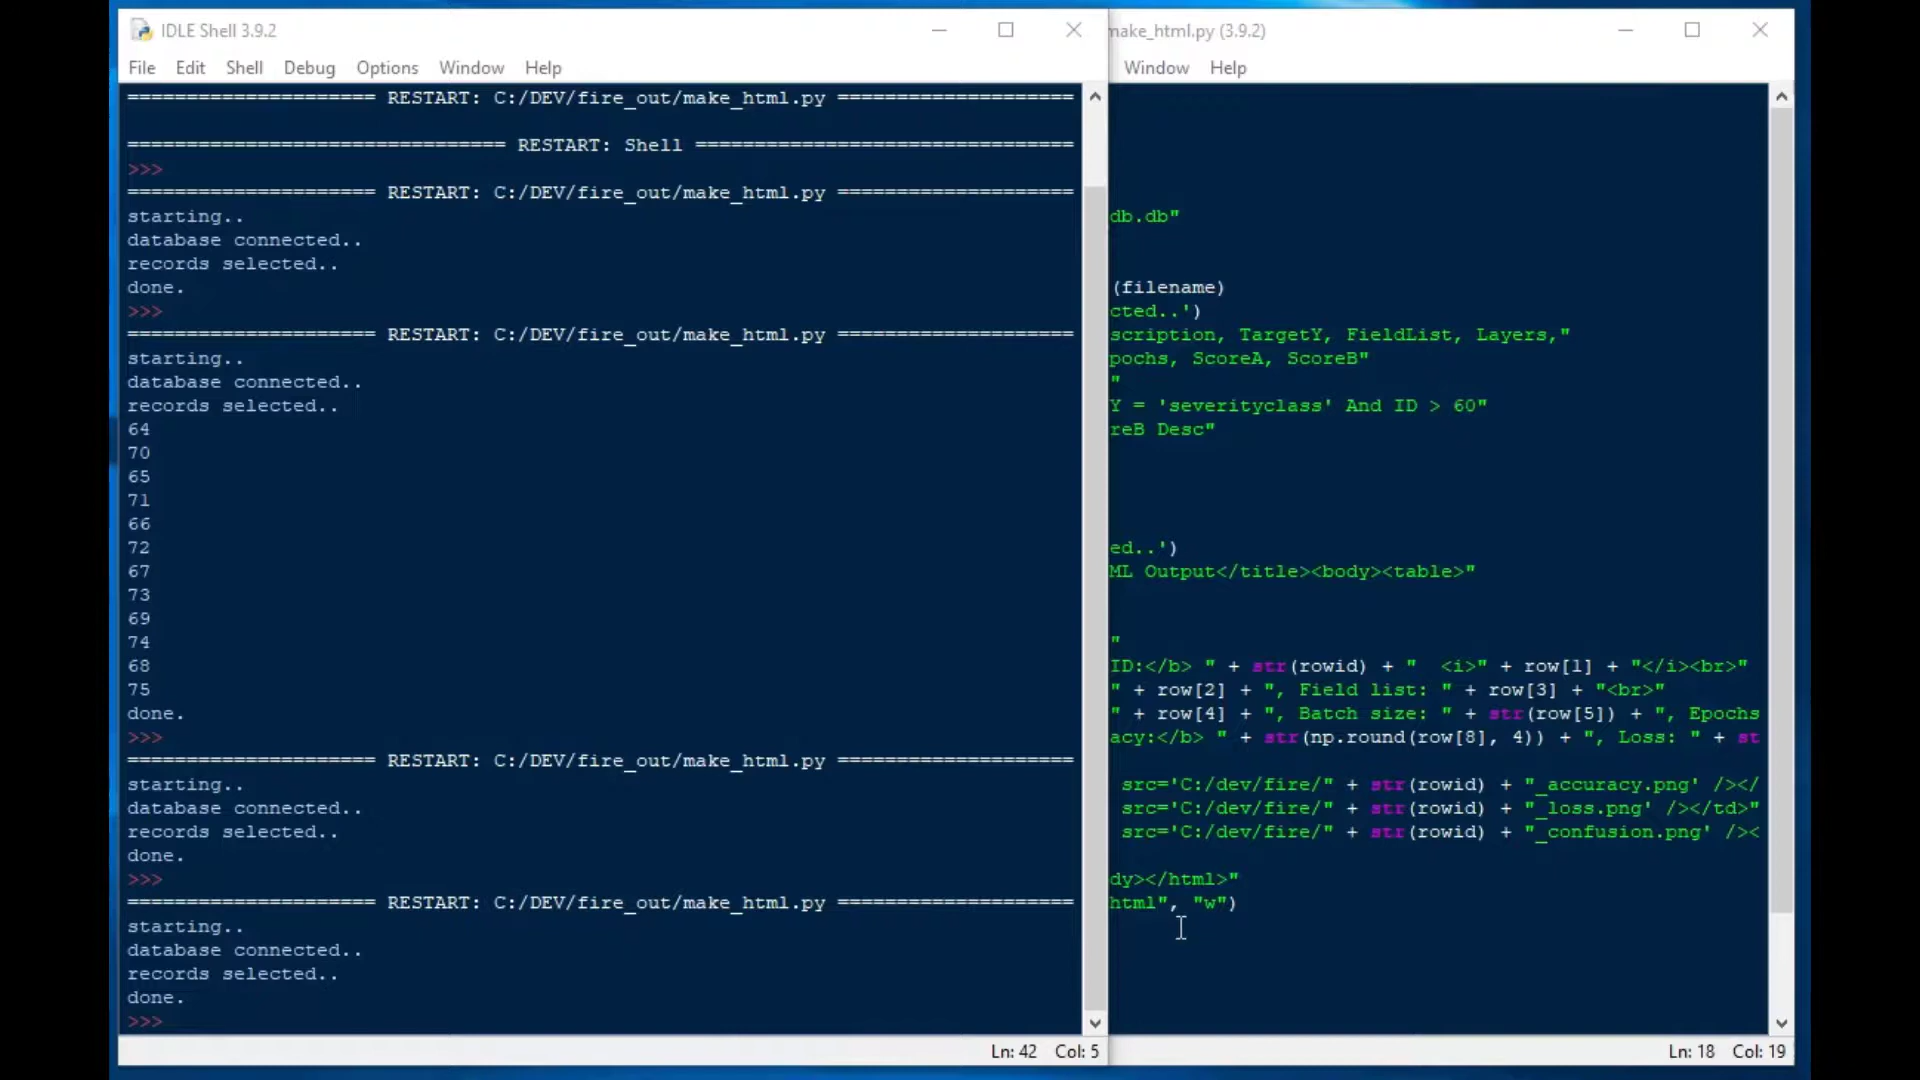 IDLE Shell 3.9.2
File Edit Shell Debug Options Window Help
===================== RESTART: C:/DEV/fire_out/make_html.py ====================
================================ RESTART: Shell ================================
>>>
===================== RESTART: C:/DEV/fire_out/make_html.py ====================
starting..
database connected..
records selected..
done.
>>>
===================== RESTART: C:/DEV/fire_out/make_html.py ====================
starting..
database connected..
records selected..
64
70
65
71
66
72
67
73
69
74
68
75
done.
>>>
===================== RESTART: C:/DEV/fire_out/make_html.py ====================
starting..
database connected..
records selected..
done.
>>>
===================== RESTART: C:/DEV/fire_out/make_html.py ====================
starting..
database connected..
records selected..
done.
>>>
Ln: 42 Col: 5
make_html.py (3.9.2)
Window Help
db.db"
(filename)
cted..')
scription, TargetY, FieldList, Layers,"
pochs, ScoreA, ScoreB"
"
Y = 'severityclass' And ID > 60"
reB Desc"
ed..')
ML Output</title><body><table>"
"
ID:</b> " + str(rowid) + "  <i>" + row[1] + "</i><br>"
" + row[2] + ", Field list: " + row[3] + "<br>"
" + row[4] + ", Batch size: " + str(row[5]) + ", Epochs
acy:</b> " + str(np.round(row[8], 4)) + ", Loss: " + st
src='C:/dev/fire/" + str(rowid) + "_accuracy.png' /></
src='C:/dev/fire/" + str(rowid) + "_loss.png' /></td>"
src='C:/dev/fire/" + str(rowid) + "_confusion.png' /><
dy></html>"
html", "w")
Ln: 18 Col: 19